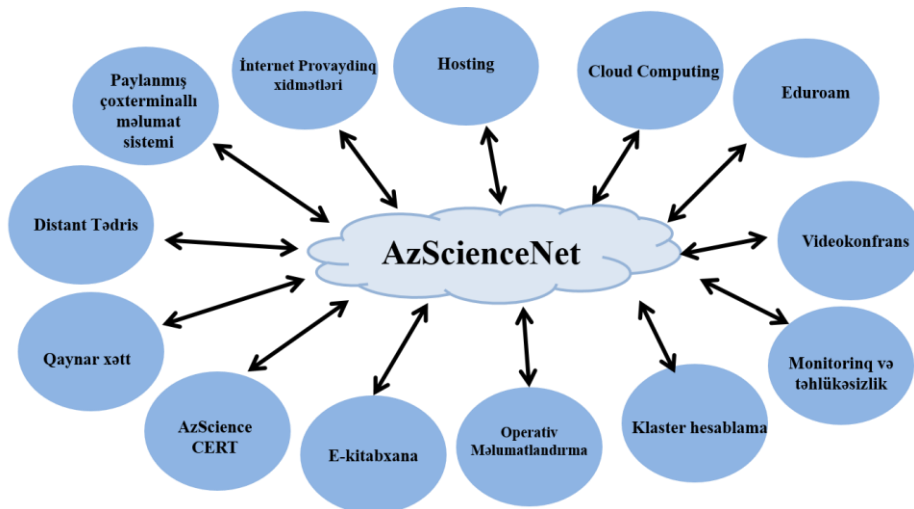 Paylanmış
çoxterminallı
məlumat
sistemi
İnternet Provaydinq
xidmətləri
Hosting
Cloud Computing
Eduroam
Distant Tədris
AzScienceNet
Videokonfrans
Qaynar xətt
Monitorinq və
təhlükəsizlik
AzScience
CERT
E-kitabxana
Operativ
Məlumatlandırma
Klaster hesablama